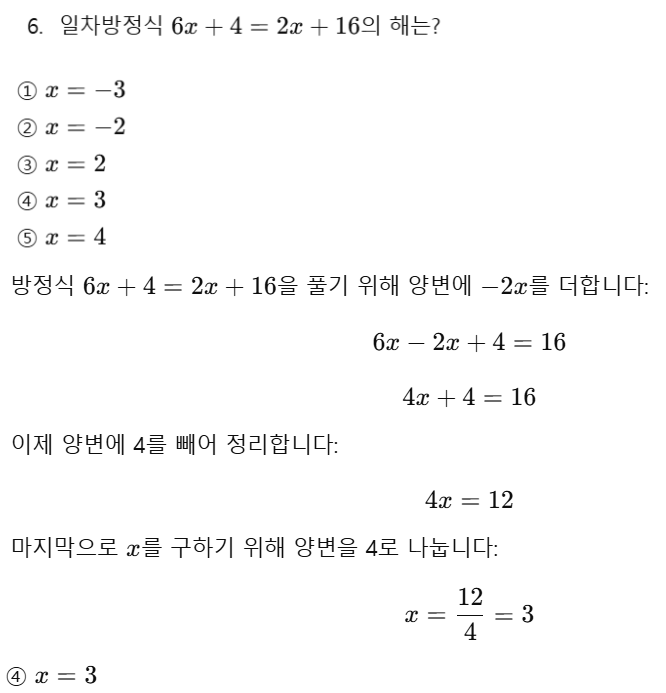 6. 일차방정식 6x + 4 = 2x + 16의 해는?
① x = −3
② x = −2
③ x = 2
④ x = 3
⑤ x = 4
방정식 6x + 4 = 2x + 16을 풀기 위해 양변에 −2x를 더합니다:
6x − 2x + 4 = 16
4x + 4 = 16
이제 양변에 4를 빼어 정리합니다:
4x = 12
마지막으로 x를 구하기 위해 양변을 4로 나눕니다:
x = 12/4 = 3
④ x = 3